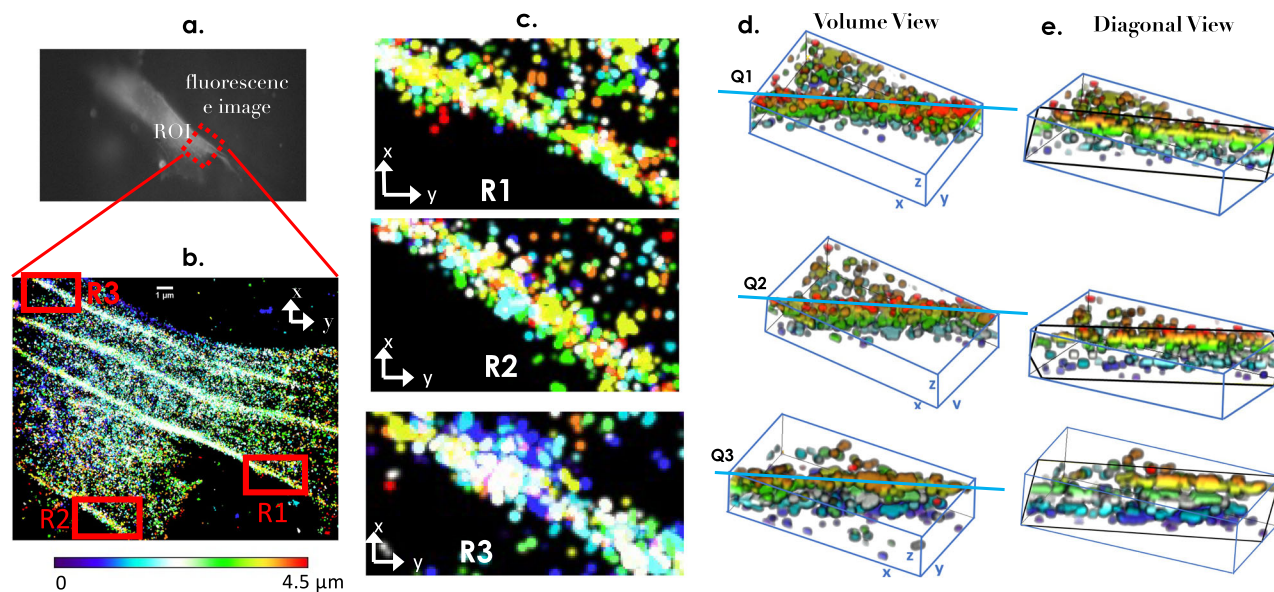 a.
fluorescenc
e image
ROI
b.
R3
1 μm
x
y
R2
R1
0
4.5 μm
c.
x
y
R1
x
y
R2
x
y
R3
d.
Volume View
Q1
z
x
y
Q2
z
x
y
Q3
z
x
y
e.
Diagonal View